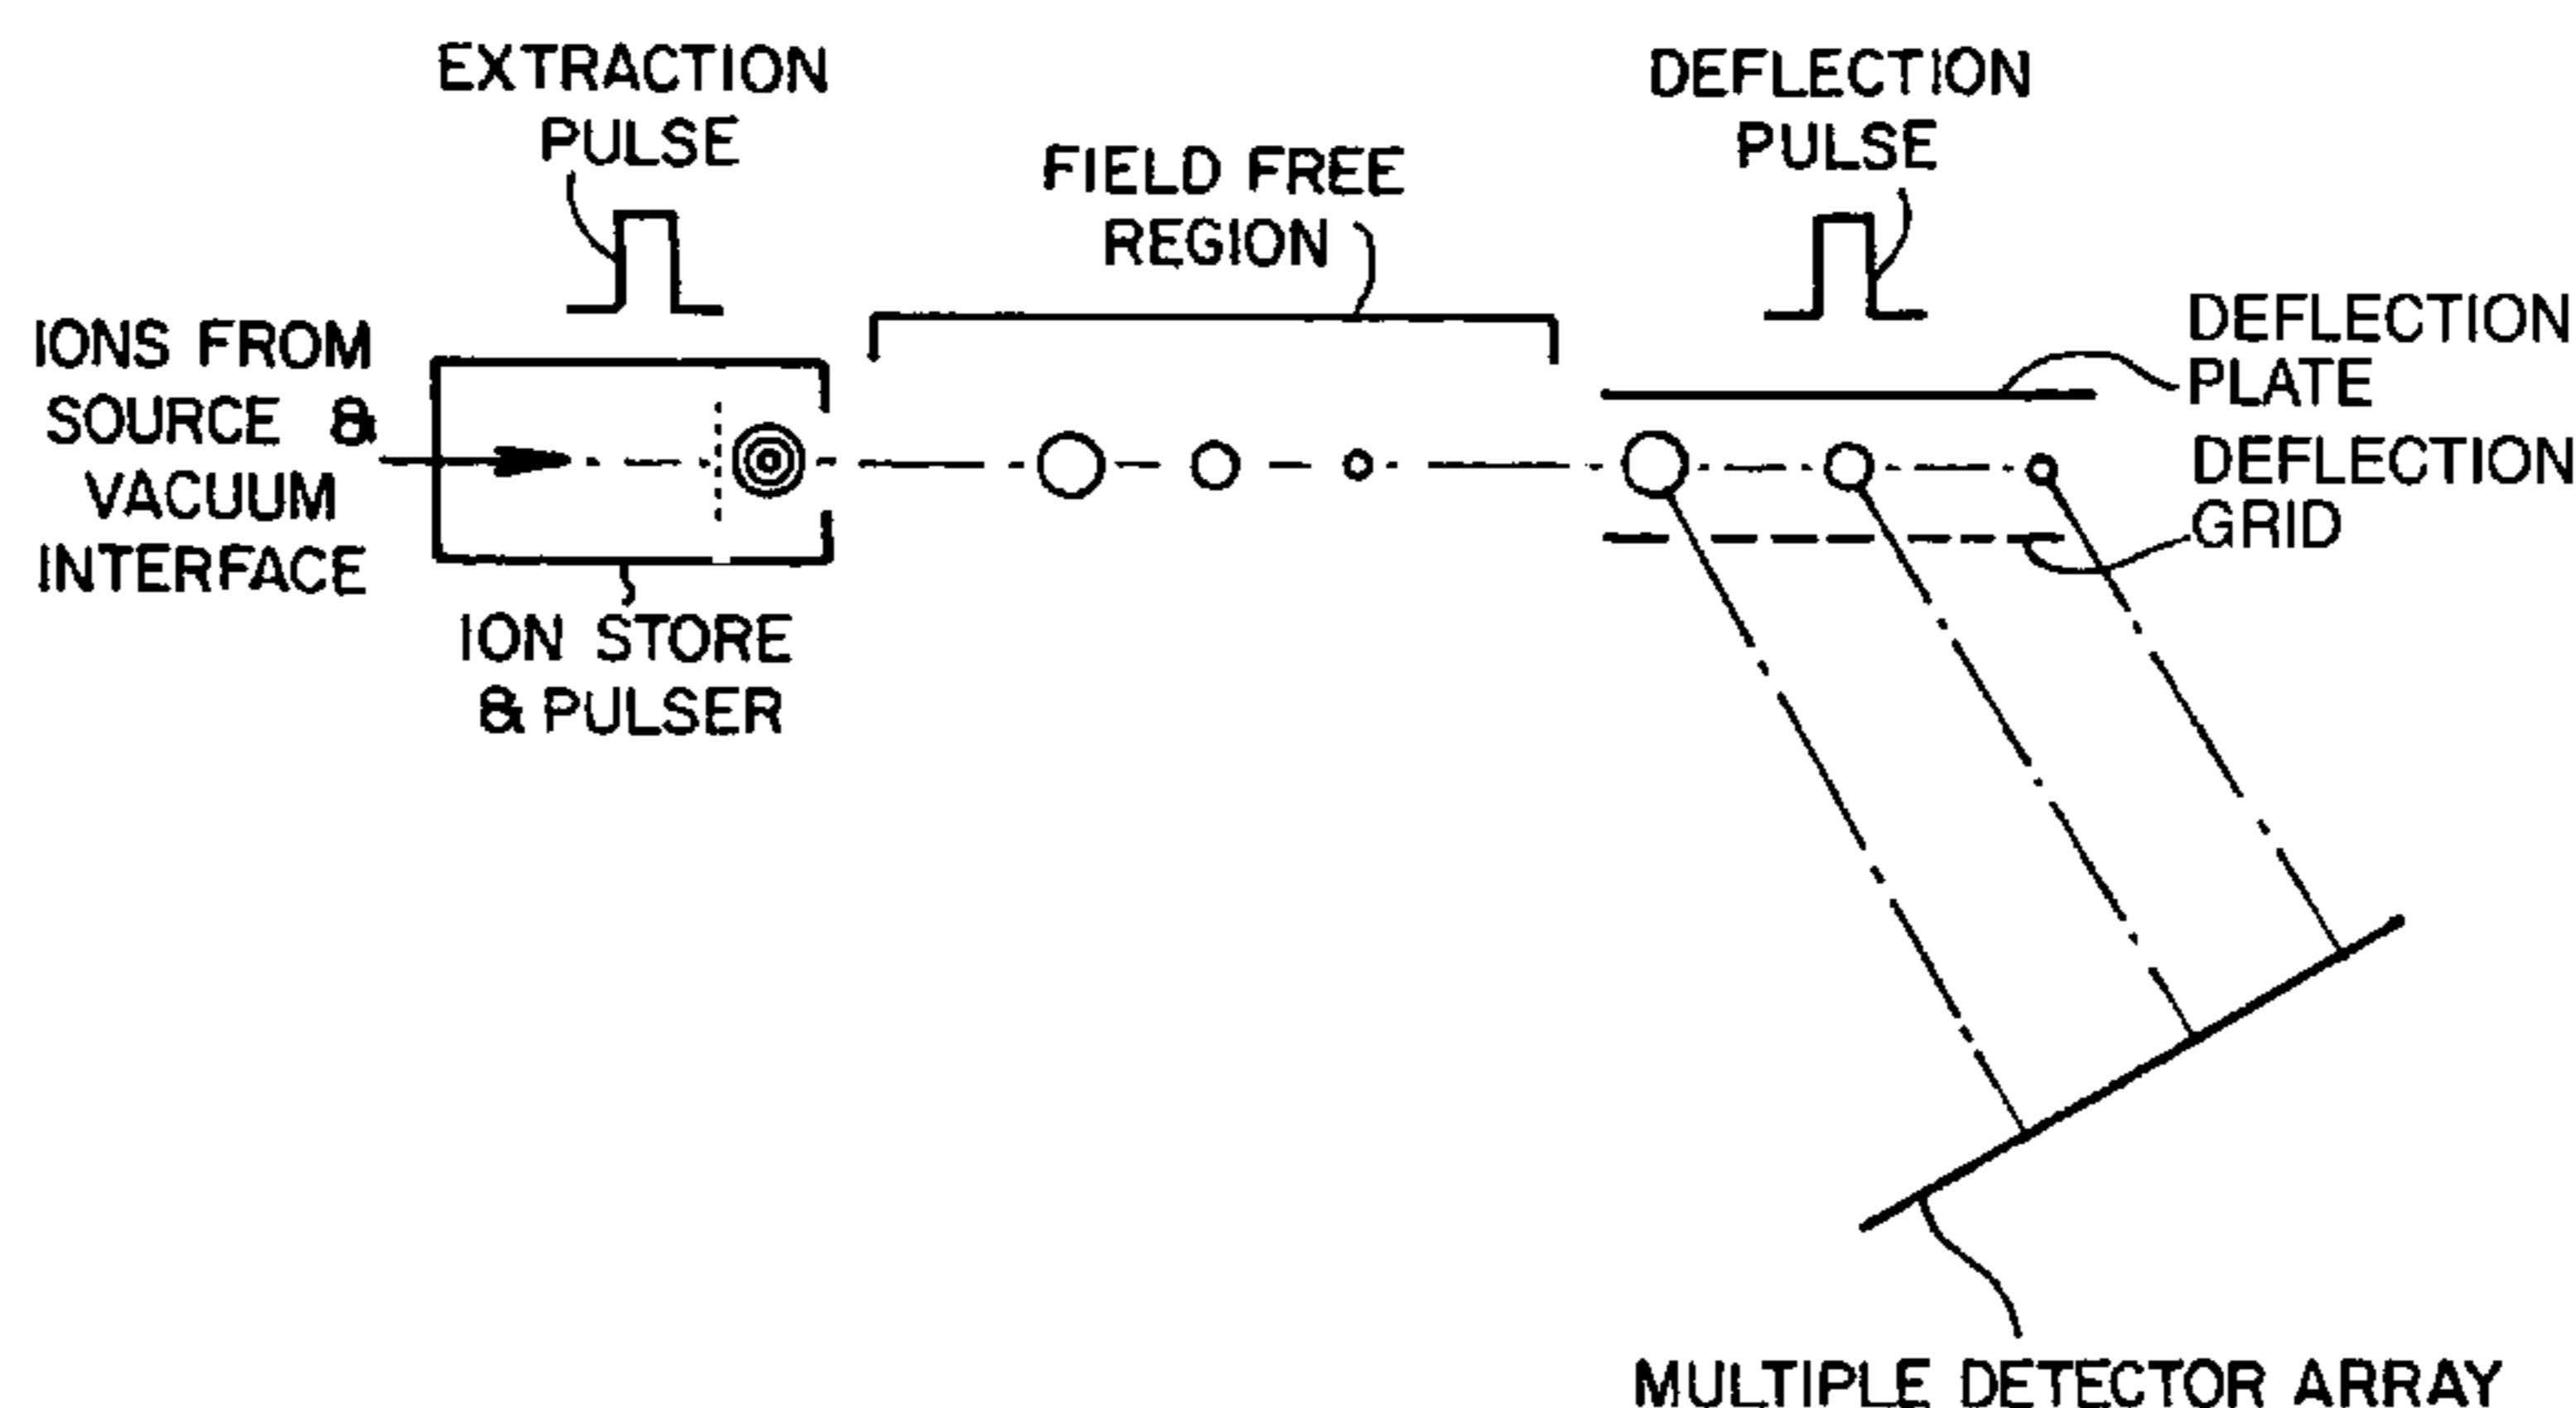 EXTRACTION
PULSE
DEFLECTION
PULSE
FIELD FREE
REGION
IONS FROM
SOURCE &
VACUUM
INTERFACE
DEFLECTION
PLATE
DEFLECTION
GRID
ION STORE
& PULSER
MULTIPLE DETECTOR ARRAY